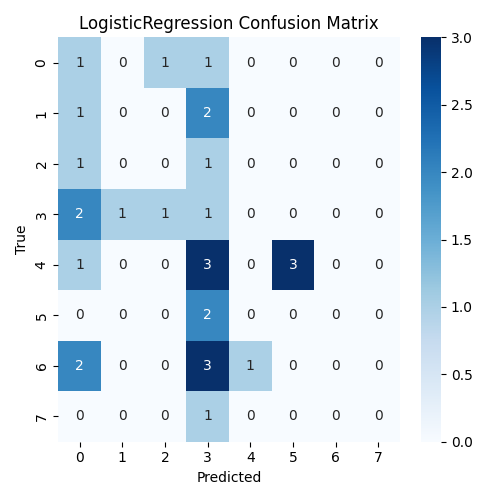 LogisticRegression Confusion Matrix
0 1 0 1 1 0 0 0 0
1 1 0 0 2 0 0 0 0
2 1 0 0 1 0 0 0 0
3 2 1 1 1 0 0 0 0
4 1 0 0 3 0 3 0 0
5 0 0 0 2 0 0 0 0
6 2 0 0 3 1 0 0 0
7 0 0 0 1 0 0 0 0
0 1 2 3 4 5 6 7
True
Predicted
3.0
2.5
2.0
1.5
1.0
0.5
0.0